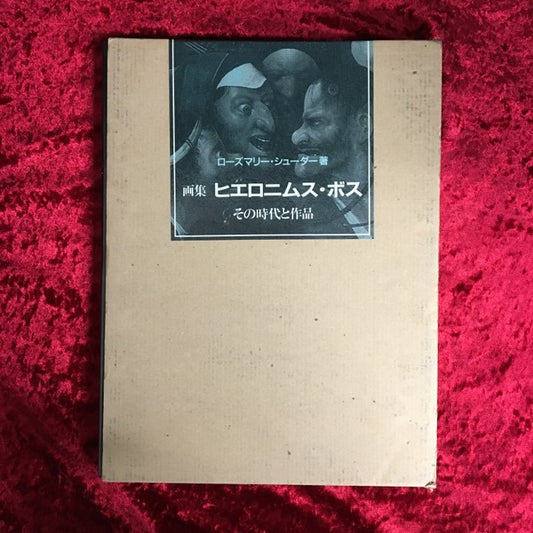 ローズマリー・シューダー著
画集 ヒエロニムス・ボス
その時代と作品